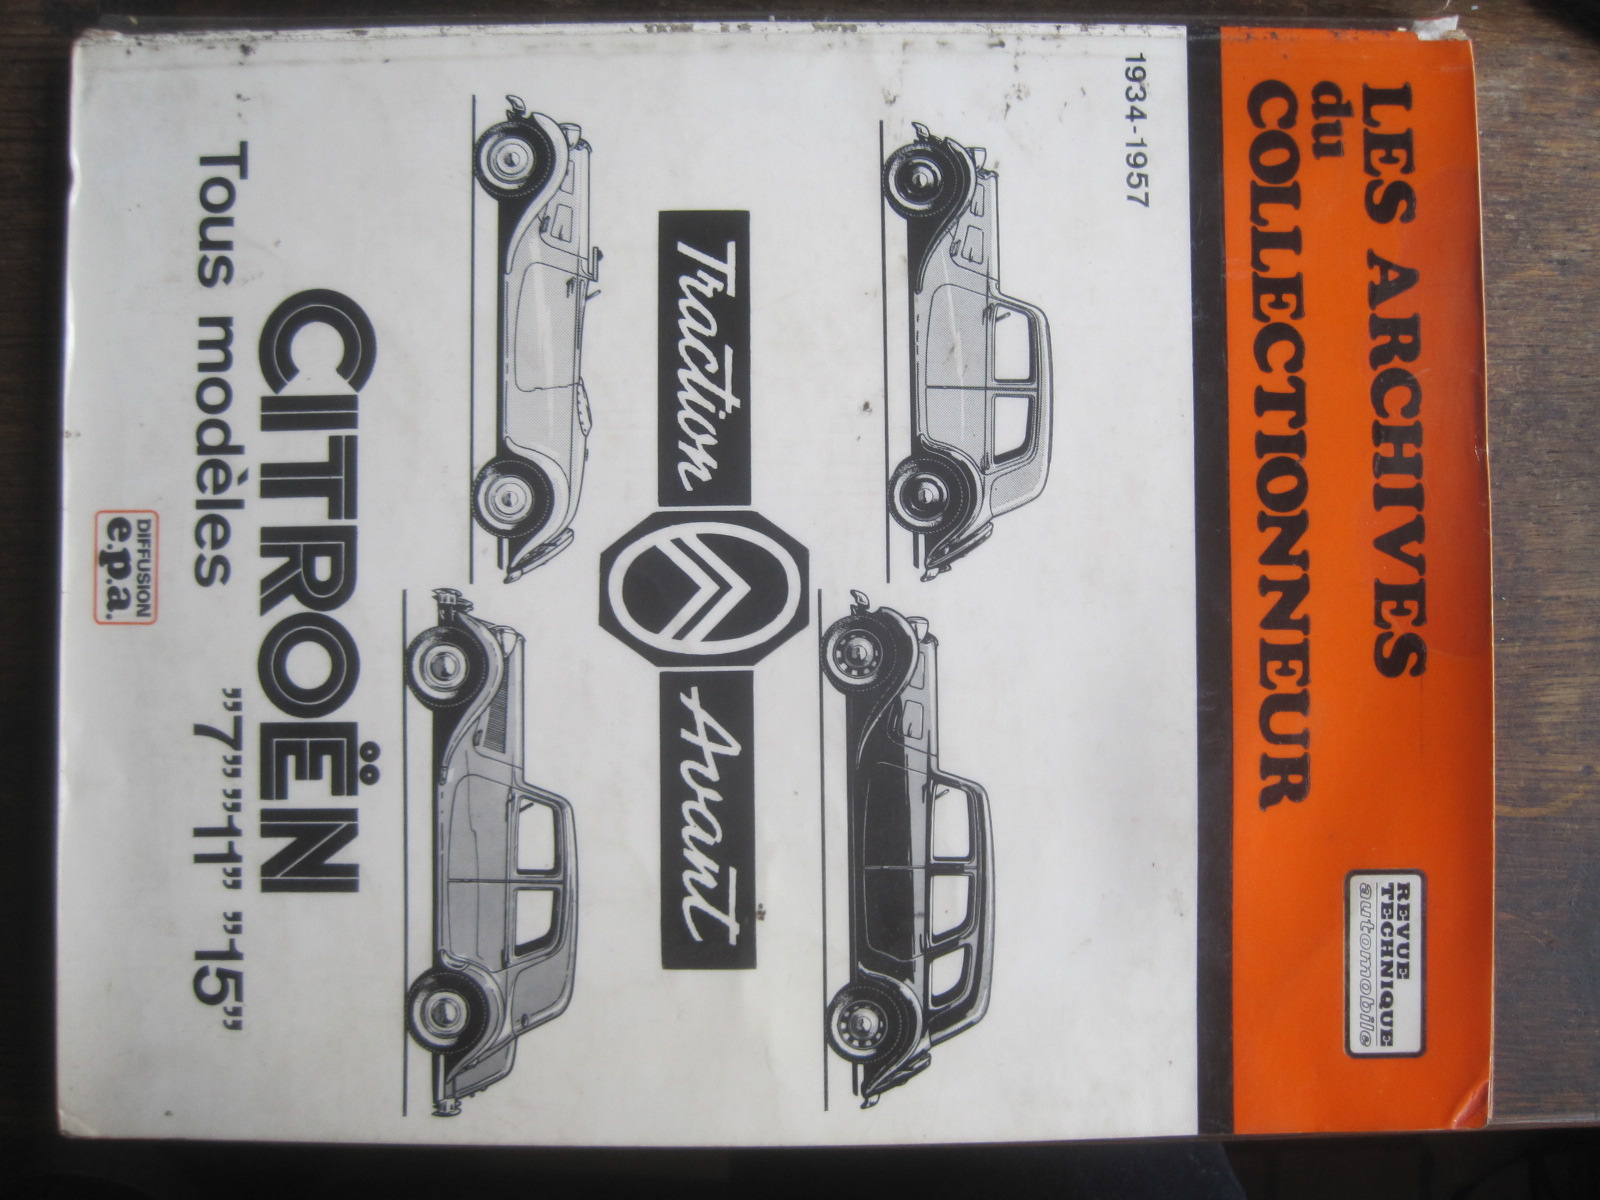 LES ARCHIVES
du
COLLECTIONNEUR
REVUE
TECHNIQUE
automobile
1934-1957
Traction Avant
CITROËN
Tous modèles "7" "11" "15"
DIFFUSION
e.p.a.